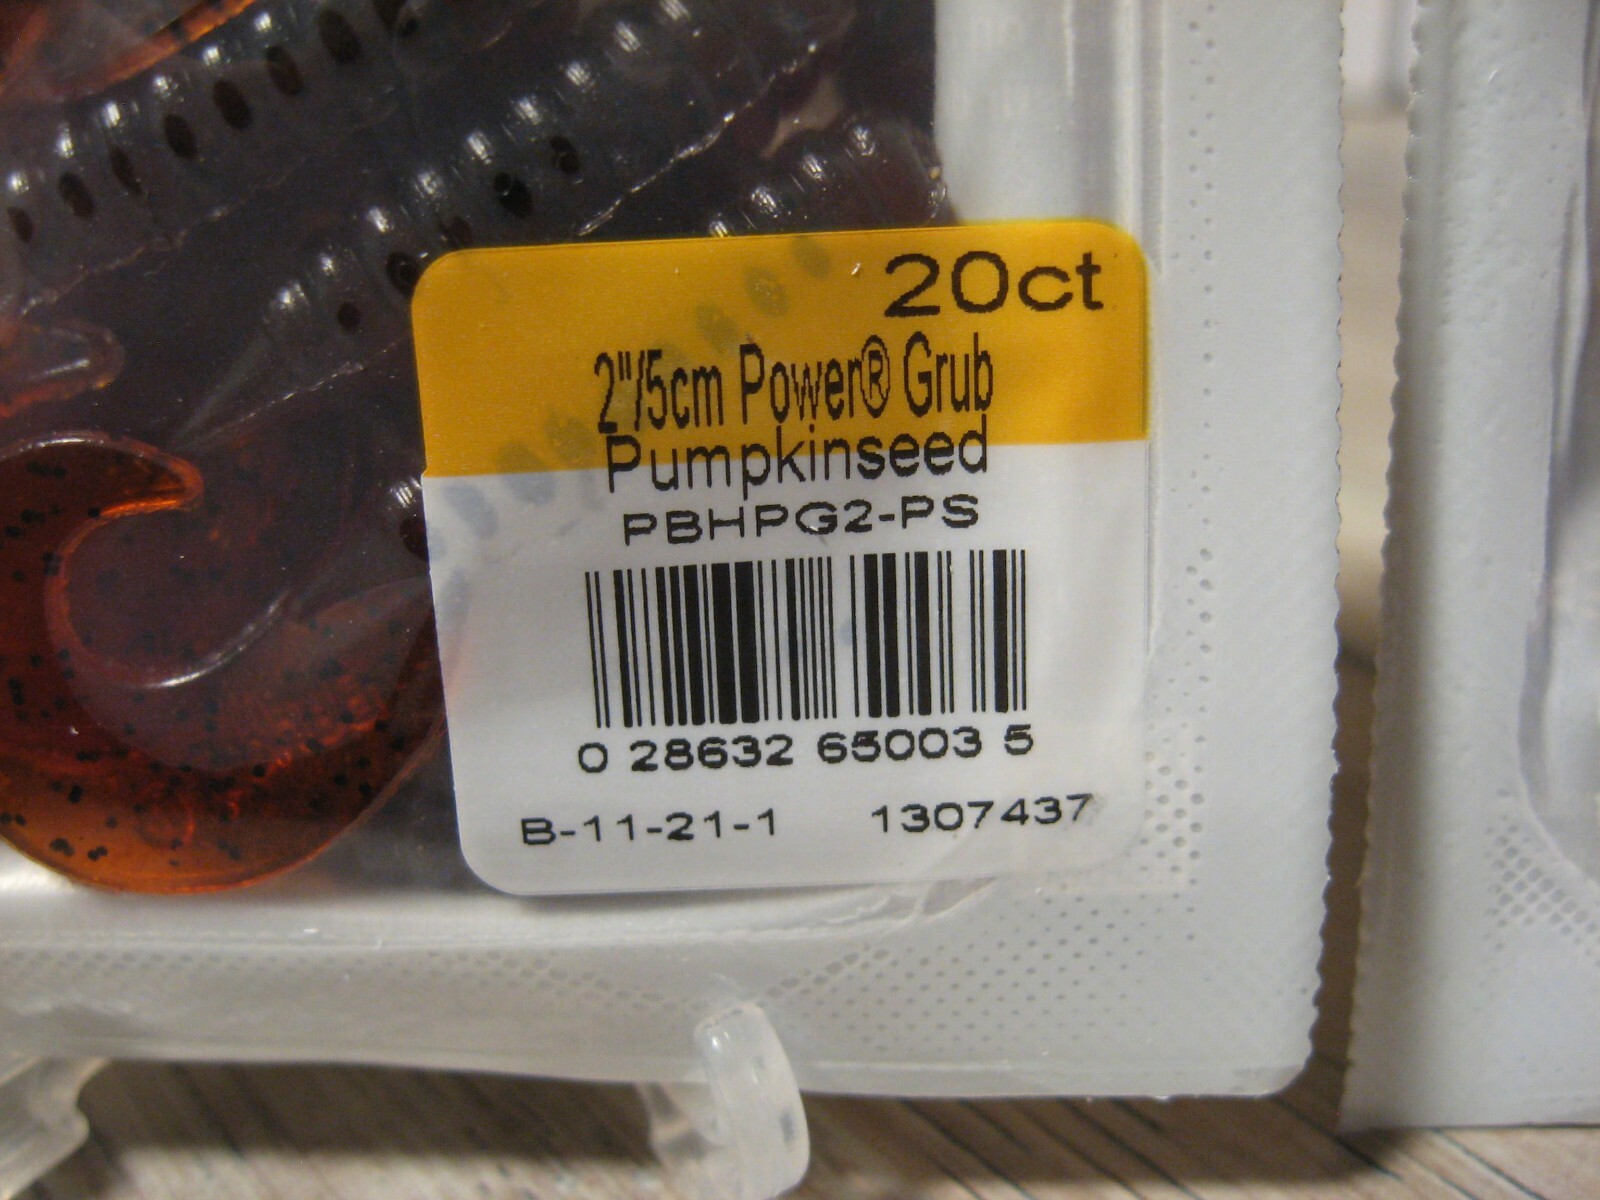 20ct
2"/5cm Power® Grub
Pumpkinseed
PBHPG2-PS
0 28632 65003 5
B-11-21-1 1307437